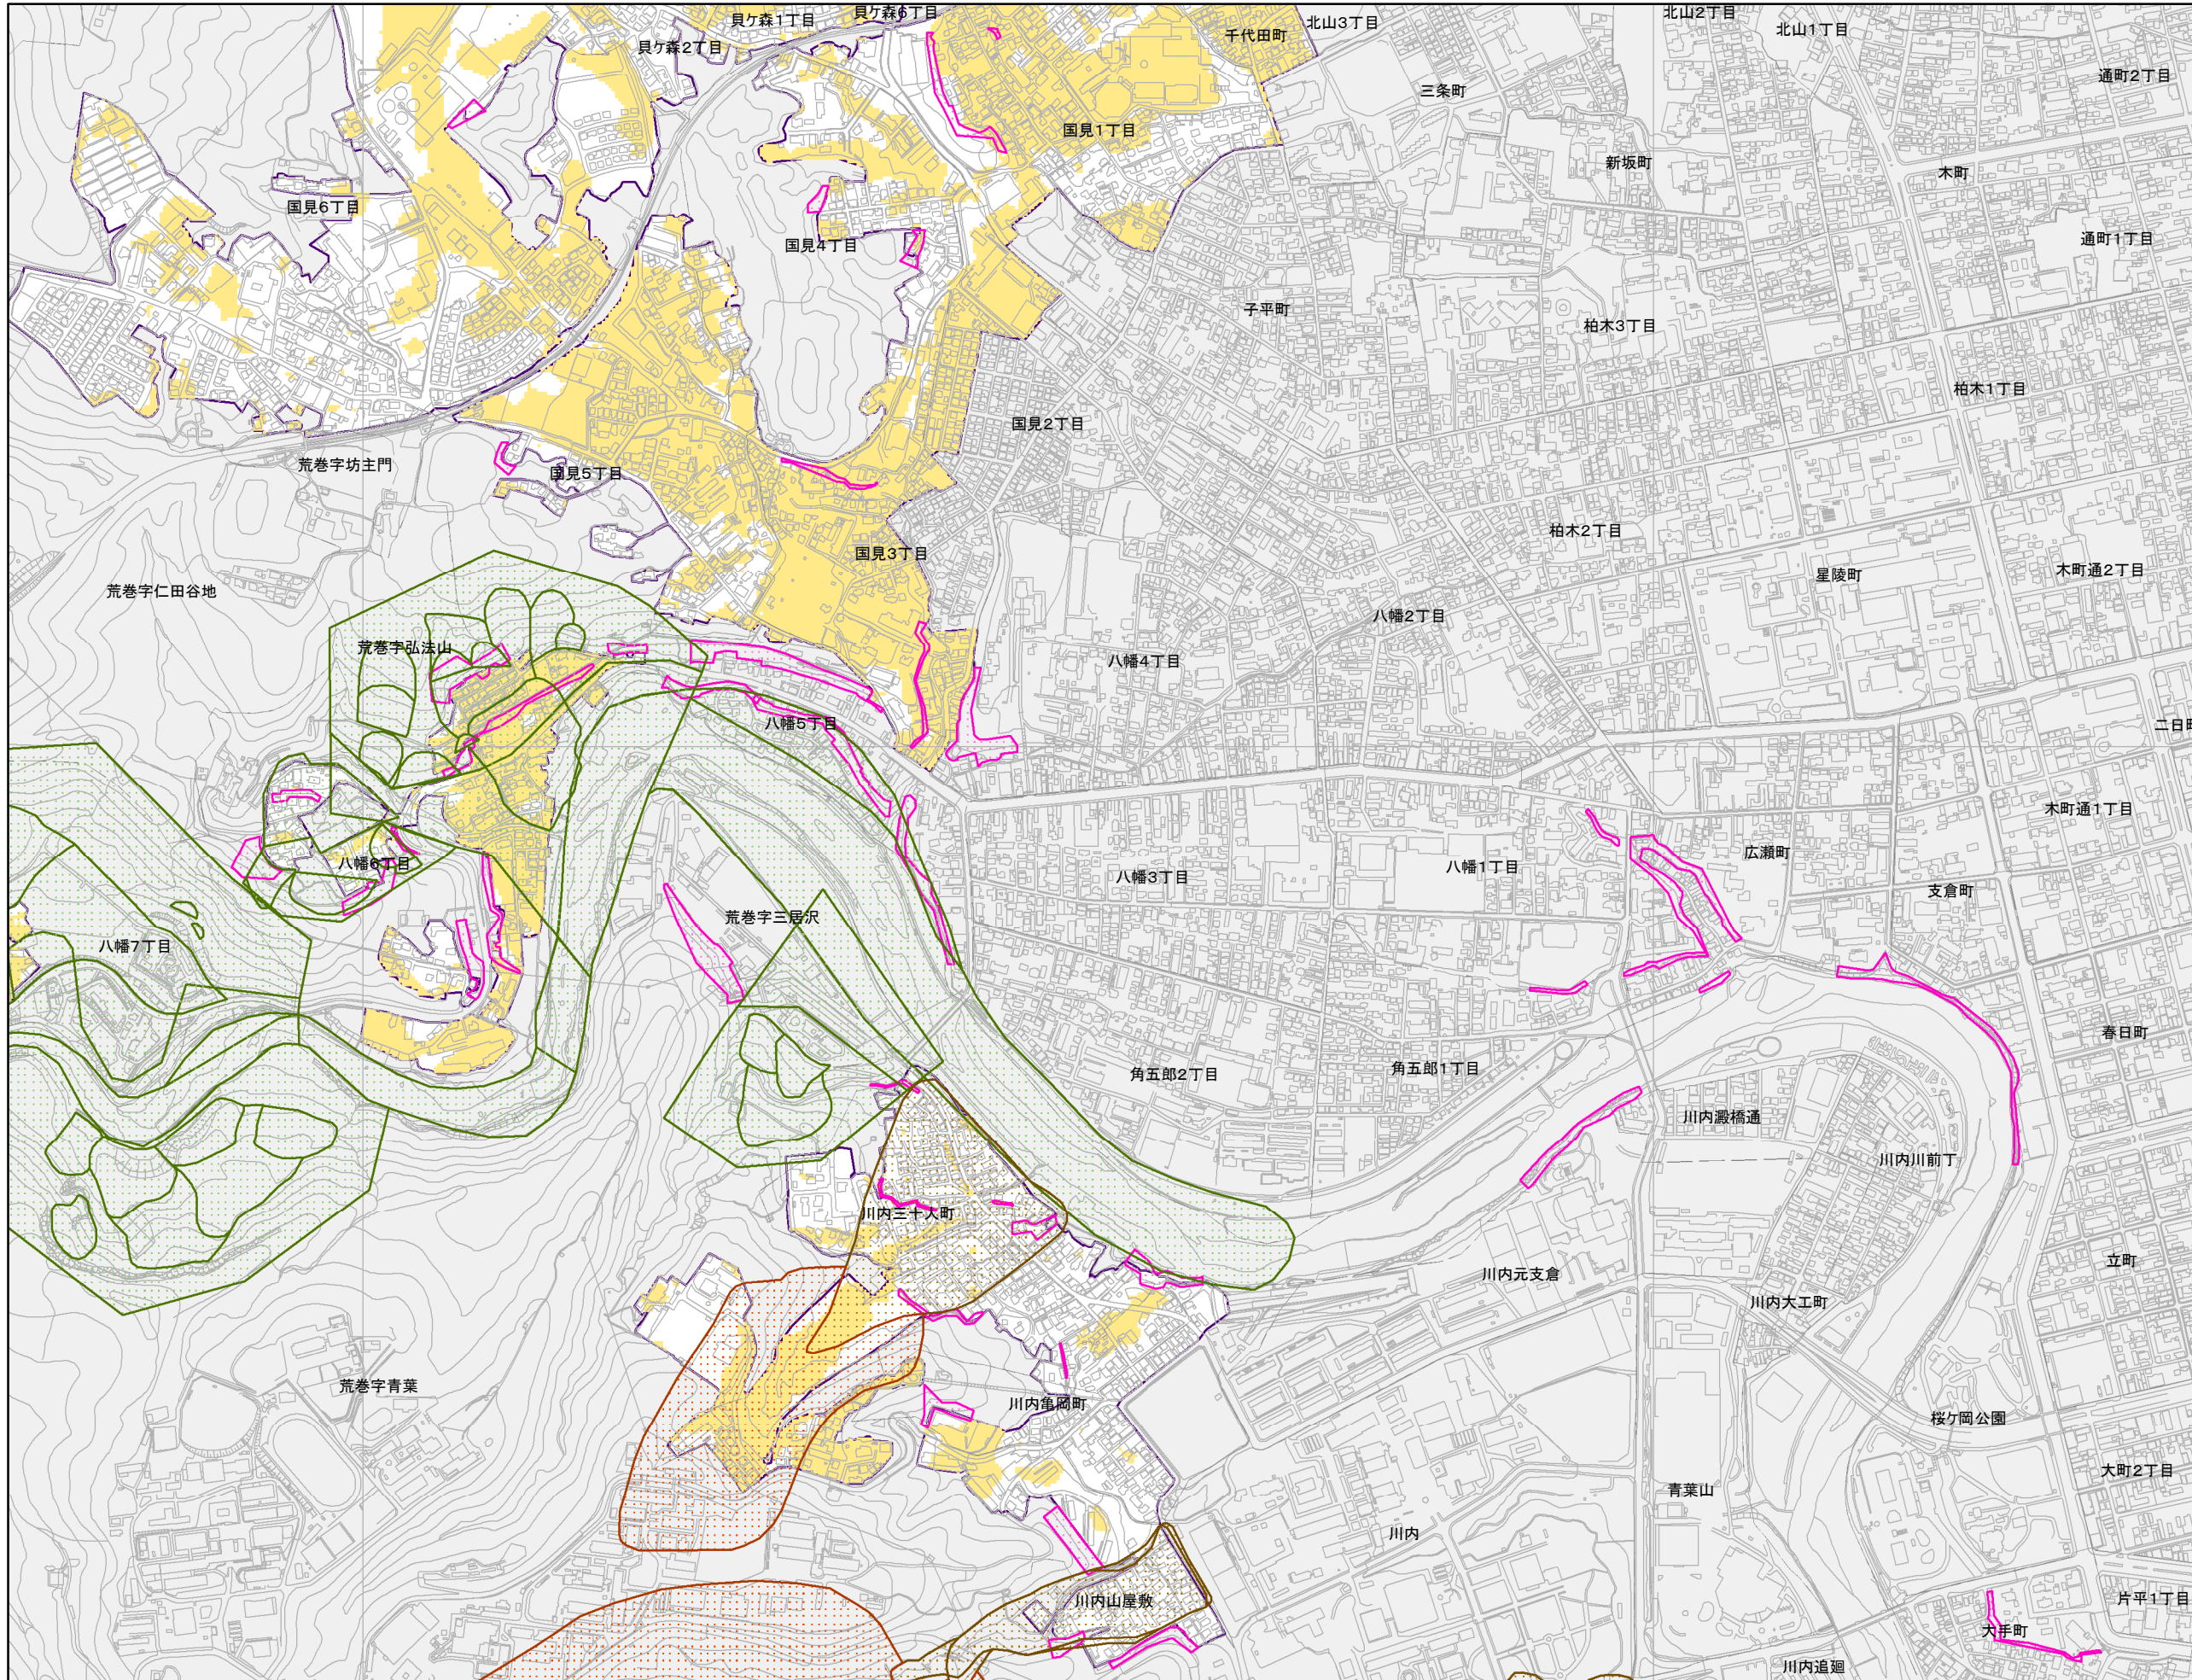 貝ケ森1丁目
貝ケ森6丁目
北山3丁目
北山2丁目
北山1丁目
貝ケ森2丁目
千代田町
三条町
通町2丁目
国見1丁目
新坂町
木町
国見6丁目
国見4丁目
通町1丁目
子平町
柏木3丁目
柏木1丁目
国見2丁目
荒巻字坊主門
国見5丁目
柏木2丁目
国見3丁目
荒巻字仁田谷地
星陵町
木町通2丁目
八幡2丁目
荒巻字弘法山
八幡4丁目
八幡5丁目
二日町
木町通1丁目
八幡6丁目
八幡3丁目
八幡1丁目
広瀬町
支倉町
荒巻字三居沢
八幡7丁目
春日町
角五郎2丁目
角五郎1丁目
川内澱橋通
川内川前丁
川内三十人町
川内元支倉
立町
川内大工町
荒巻字青葉
川内亀岡町
桜ケ岡公園
大町2丁目
青葉山
川内
川内山屋敷
片平1丁目
大手町
川内追廻